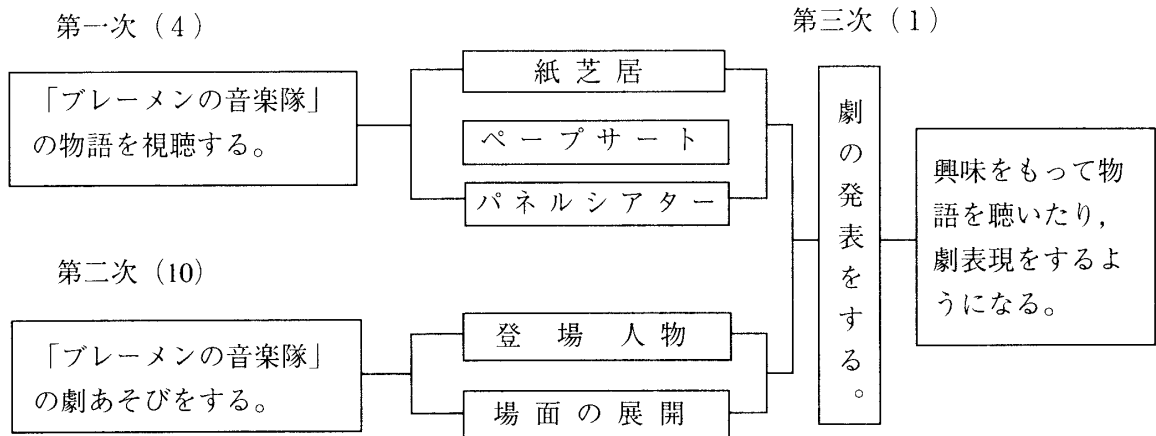 第一次(4)
「ブレーメンの音楽隊」
の物語を視聴する。
紙芝居
ペープサート
パネルシアター
第二次(10)
「ブレーメンの音楽隊」
の劇あそびをする。
登場人物
場面の展開
第三次(1)
劇の発表をする。
興味をもって物
語を聴いたり,
劇表現をするよ
うになる。